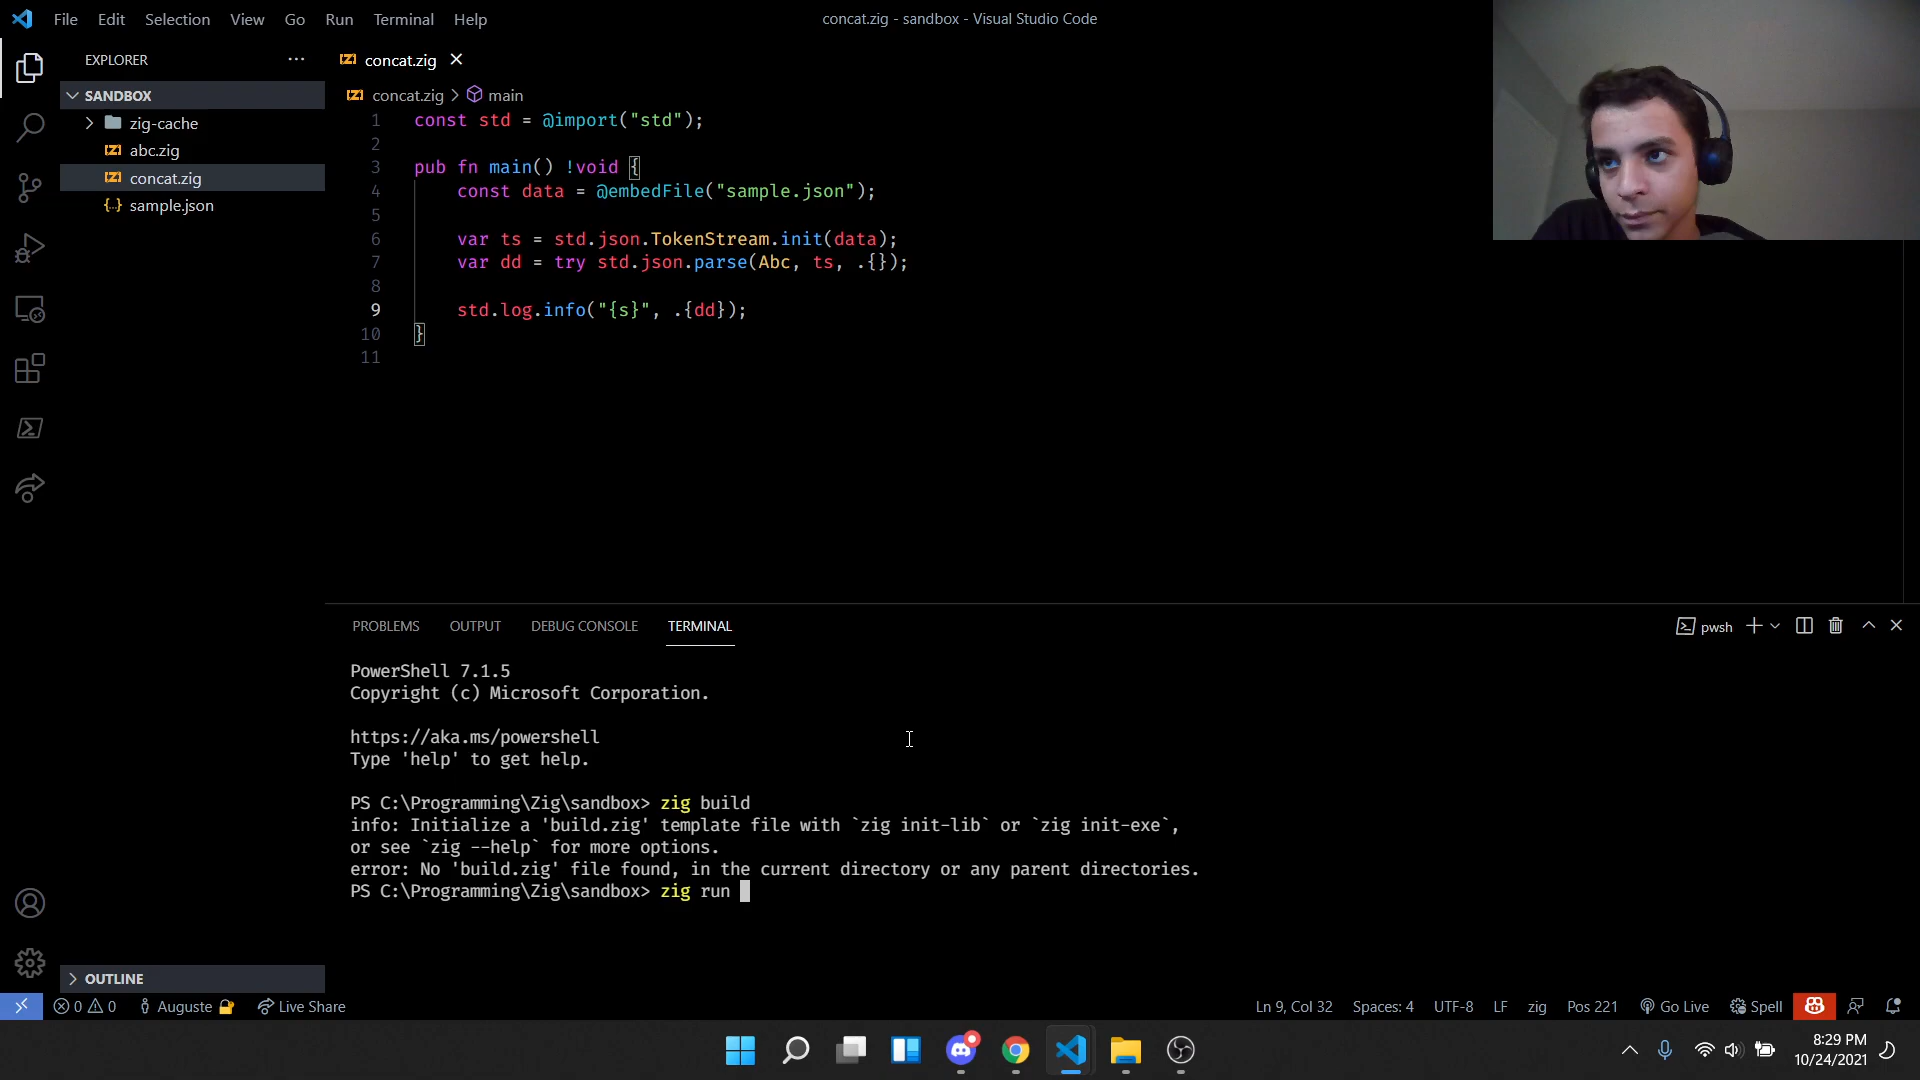 File Edit Selection View Go Run Terminal Help
concat.zig - sandbox - Visual Studio Code
EXPLORER
SANDBOX
zig-cache
abc.zig
concat.zig
sample.json
OUTLINE
concat.zig
concat.zig > main
1 const std = @import("std");
2
3 pub fn main() !void {
4 const data = @embedFile("sample.json");
5
6 var ts = std.json.TokenStream.init(data);
7 var dd = try std.json.parse(Abc, ts, .{});
8
9 std.log.info("{s}", .{dd});
10 }
11
PROBLEMS OUTPUT DEBUG CONSOLE TERMINAL
pwsh
PowerShell 7.1.5
Copyright (c) Microsoft Corporation.
https://aka.ms/powershell
Type 'help' to get help.
PS C:\Programming\Zig\sandbox> zig build
info: Initialize a 'build.zig' template file with `zig init-lib` or `zig init-exe`,
or see `zig --help` for more options.
error: No 'build.zig' file found, in the current directory or any parent directories.
PS C:\Programming\Zig\sandbox> zig run
0 0 Auguste Live Share
Ln 9, Col 32 Spaces: 4 UTF-8 LF zig Pos 221 Go Live Spell
8:29 PM
10/24/2021